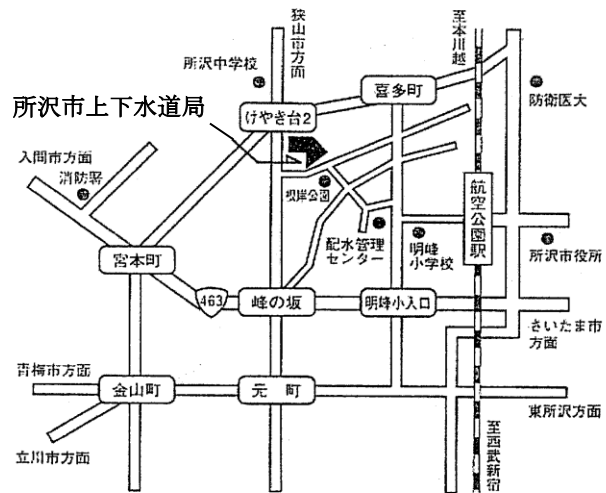 狭山市方面
至本川越
所沢中学校
喜多町
防衛医大
所沢市上下水道局
けやき台2
入間市方面
消防署
根岸公園
航空公園駅
配水管理
センター
明峰
小学校
所沢市役所
宮本町
463
峰の坂
明峰小入口
さいたま市
方面
青梅市方面
金山町
元 町
東所沢方面
立川市方面
至西武新宿